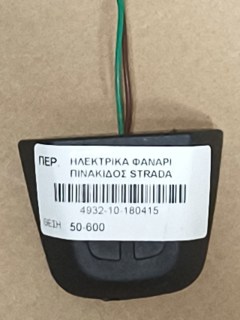 ΠΕΡ. ΗΛΕΚΤΡΙΚΑ ΦΑΝΑΡΙ
ΠΙΝΑΚΙΔΟΣ STRADA
4932-10-180415
ΘΕΣΗ 50-600